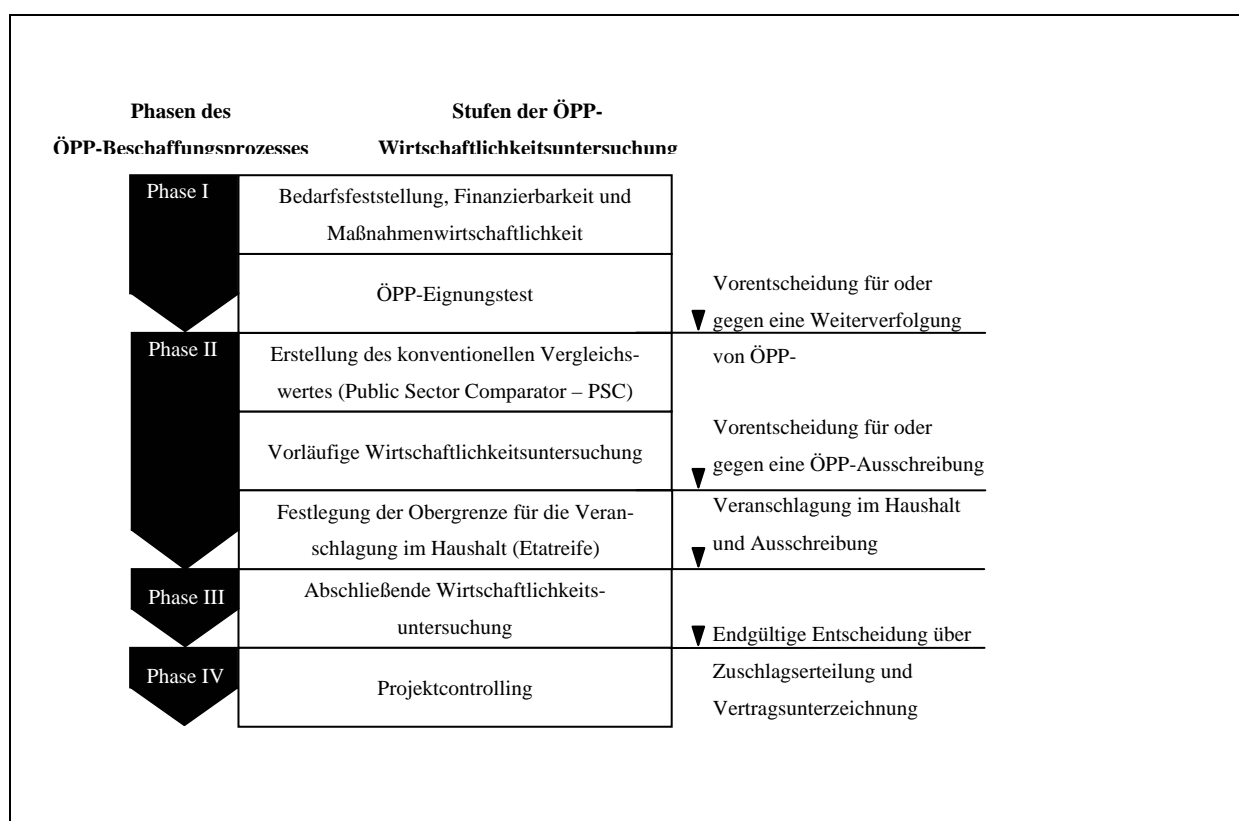 Phasen des
ÖPP-Beschaffungsprozesses
Stufen der ÖPP-
Wirtschaftlichkeitsuntersuchung
Phase I
Bedarfsfeststellung, Finanzierbarkeit und
Maßnahmenwirtschaftlichkeit
ÖPP-Eignungstest
Vorentscheidung für oder
gegen eine Weiterverfolgung
von ÖPP-
Phase II
Erstellung des konventionellen Vergleichs-
wertes (Public Sector Comparator – PSC)
Vorläufige Wirtschaftlichkeitsuntersuchung
Vorentscheidung für oder
gegen eine ÖPP-Ausschreibung
Festlegung der Obergrenze für die Veran-
schlagung im Haushalt (Etatreife)
Veranschlagung im Haushalt
und Ausschreibung
Phase III
Abschließende Wirtschaftlichkeits-
untersuchung
Endgültige Entscheidung über
Zuschlagserteilung und
Vertragsunterzeichnung
Phase IV
Projektcontrolling